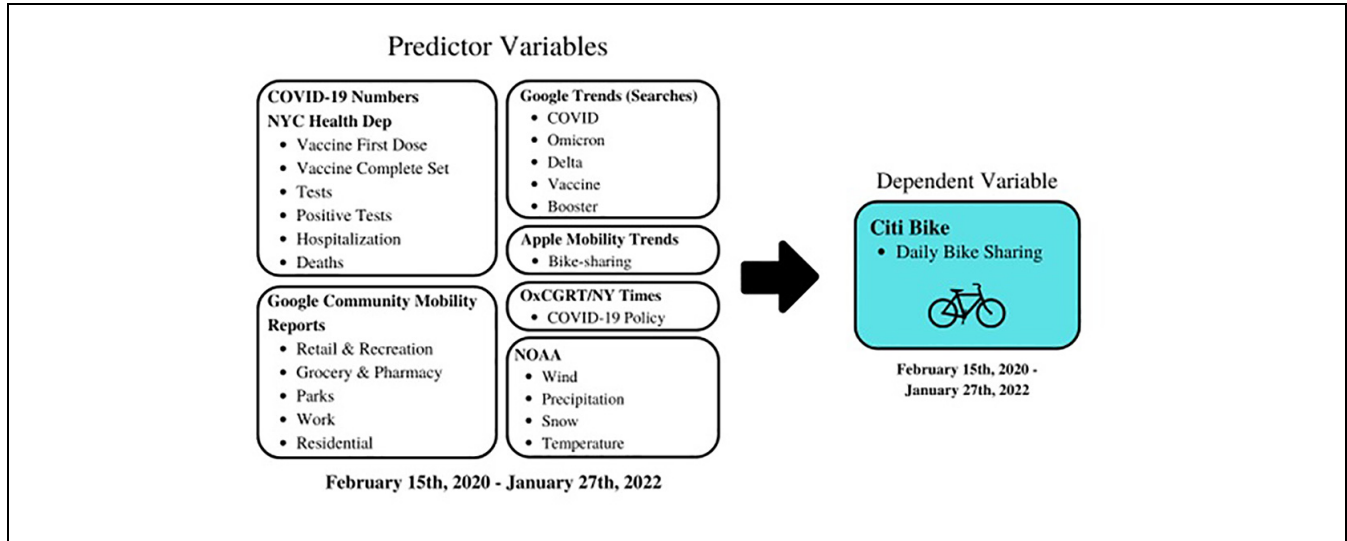 Predictor Variables
COVID-19 Numbers
NYC Health Dep
• Vaccine First Dose
• Vaccine Complete Set
• Tests
• Positive Tests
• Hospitalization
• Deaths
Google Community Mobility
Reports
• Retail & Recreation
• Grocery & Pharmacy
• Parks
• Work
• Residential
Google Trends (Searches)
• COVID
• Omicron
• Delta
• Vaccine
• Booster
Apple Mobility Trends
• Bike-sharing
OxCGRT/NY Times
• COVID-19 Policy
NOAA
• Wind
• Precipitation
• Snow
• Temperature
February 15th, 2020 - January 27th, 2022
Dependent Variable
Citi Bike
• Daily Bike Sharing
February 15th, 2020 -
January 27th, 2022